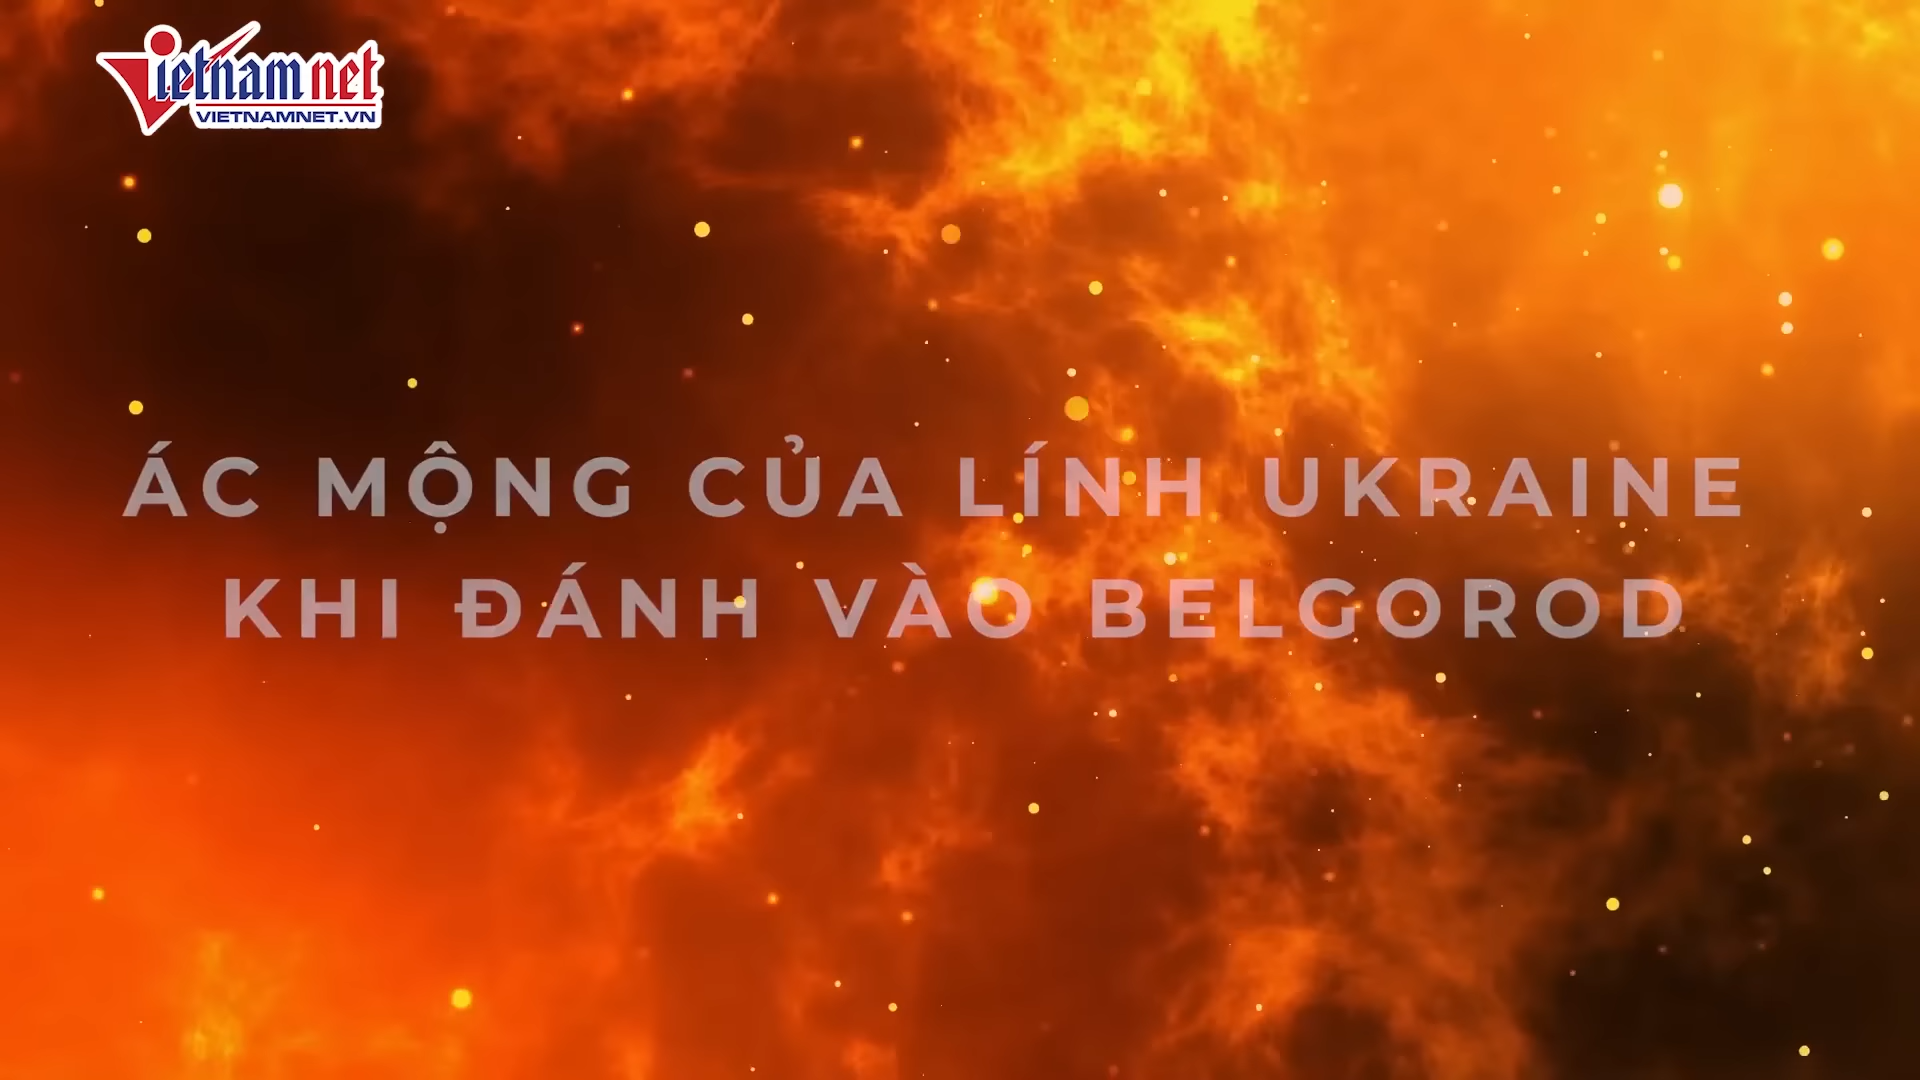 Vietnamnet
VIETNAMNET.VN
ÁC MỘNG CỦA LÍNH UKRAINE
KHI ĐÁNH VÀO BELGOROD